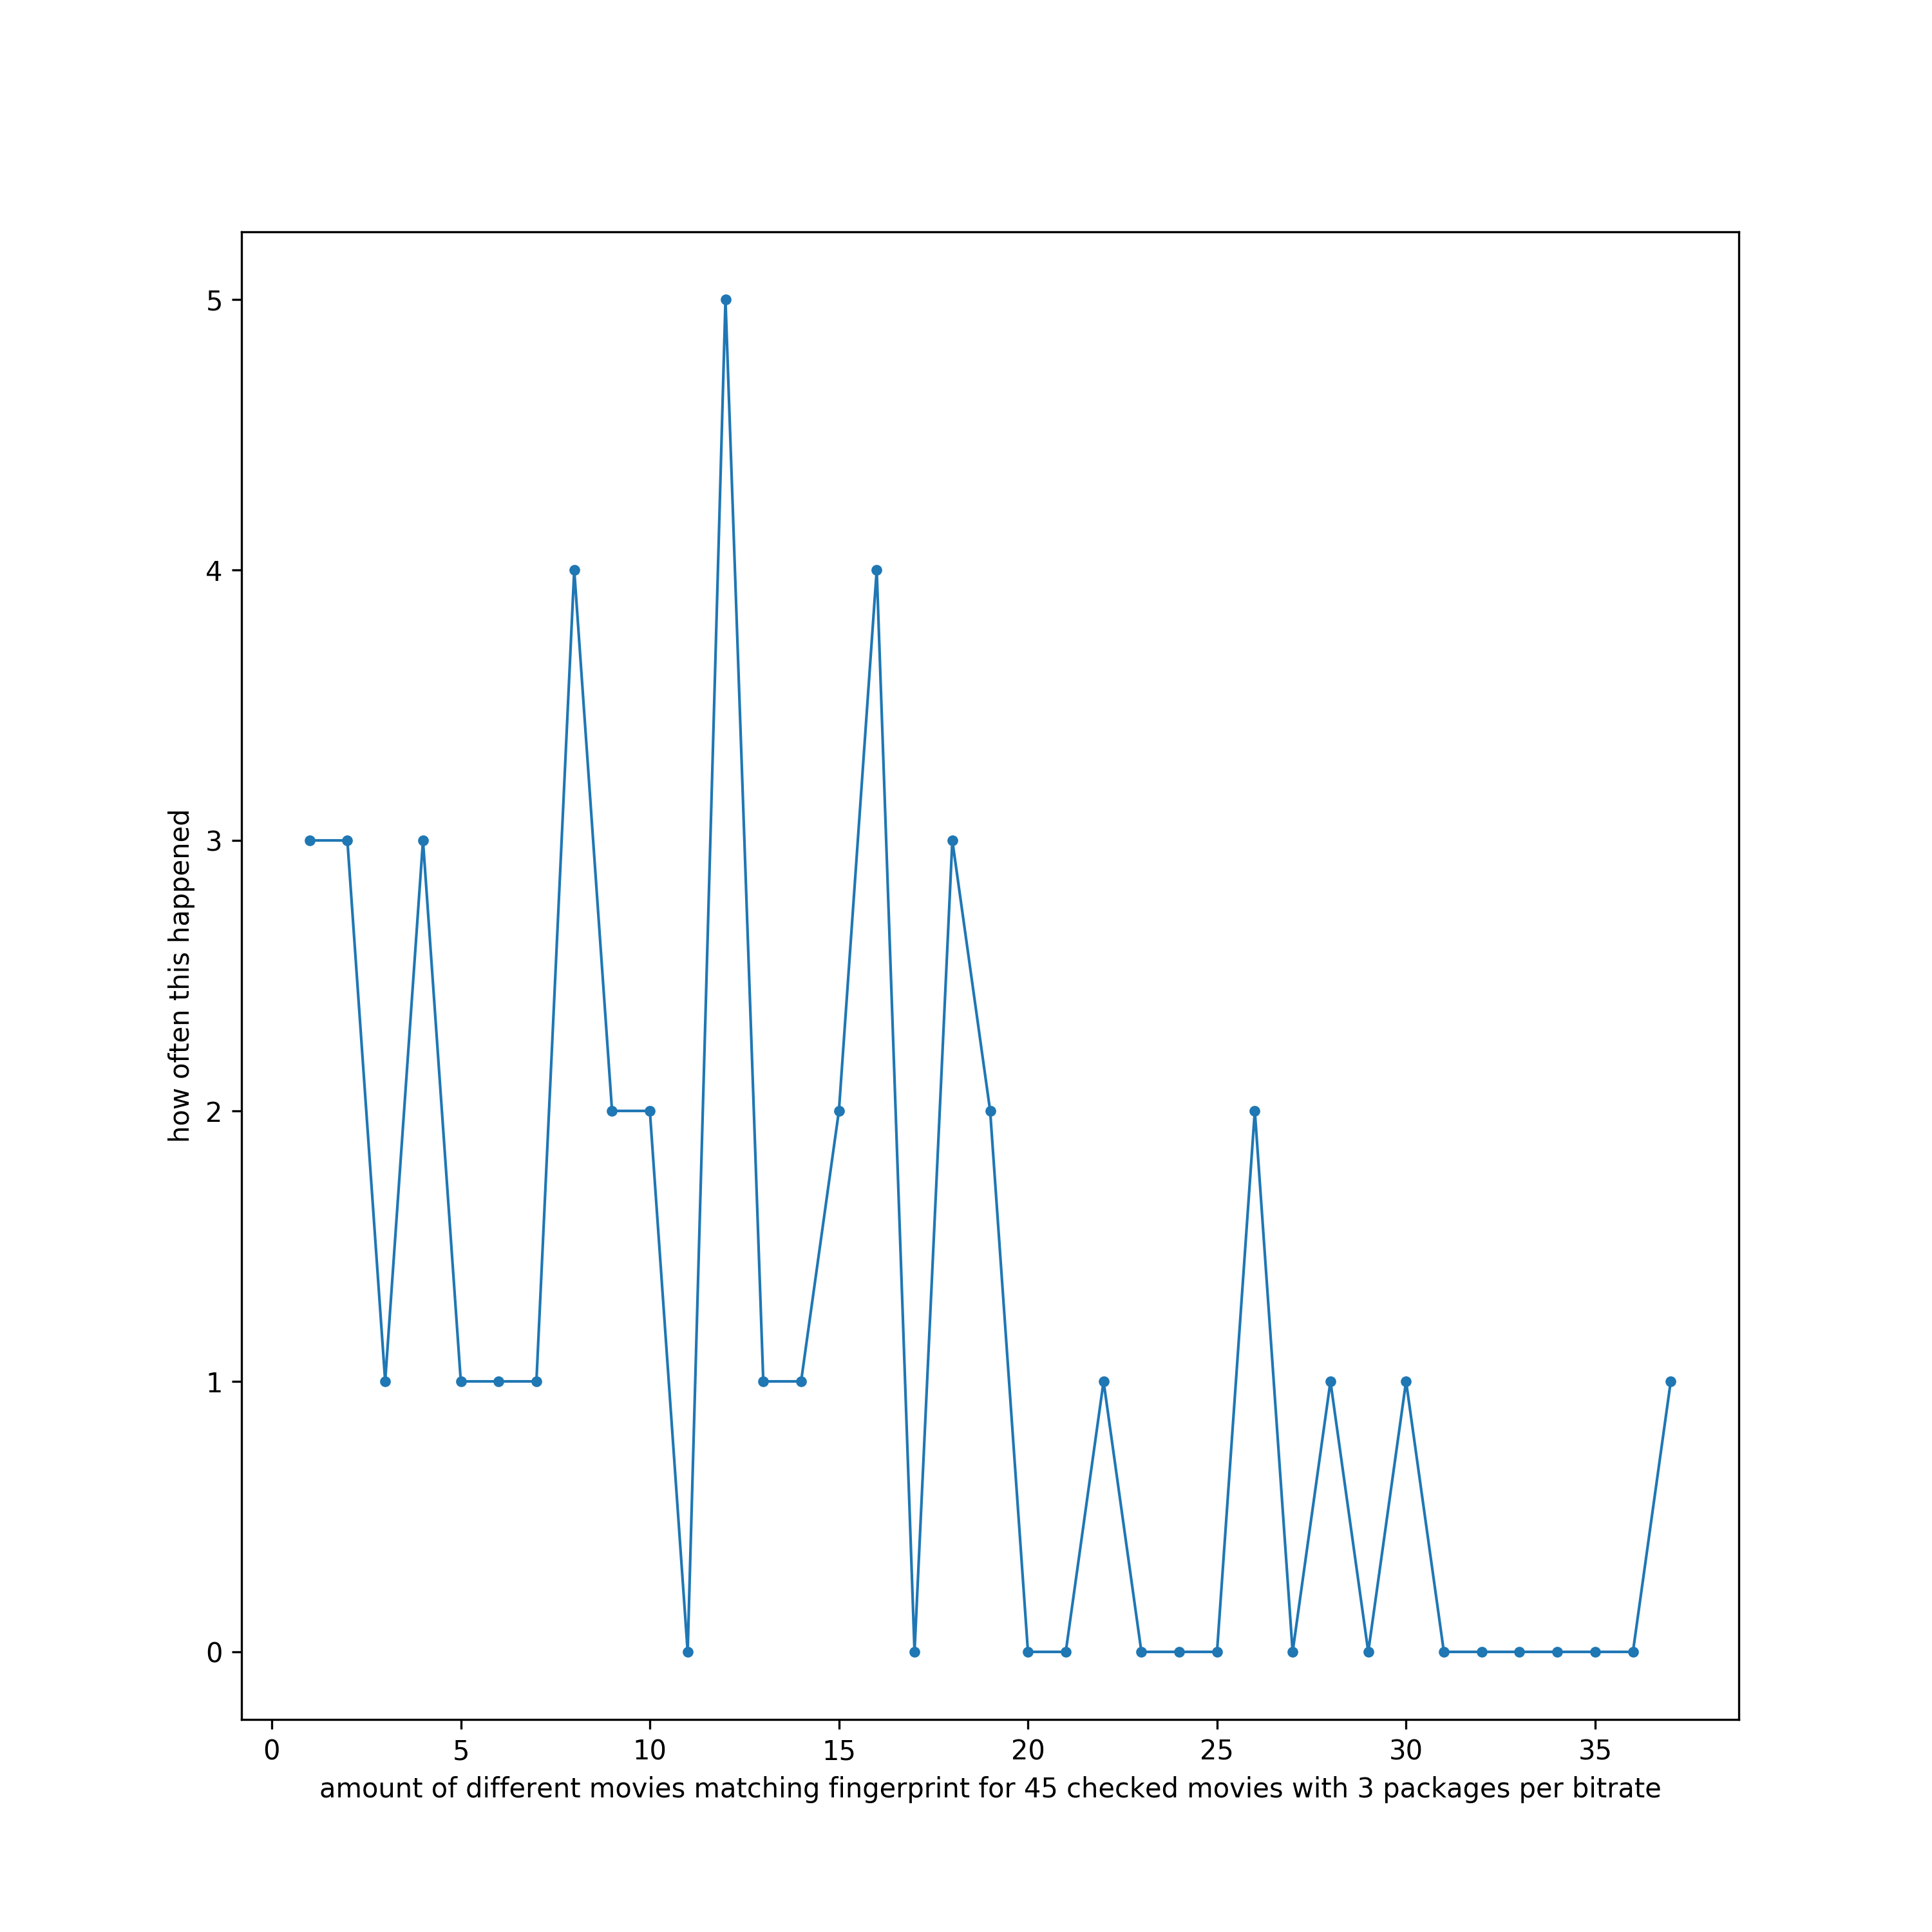 5
4
3
2
1
0
how often this happened
0 5 10 15 20 25 30 35
amount of different movies matching fingerprint for 45 checked movies with 3 packages per bitrate